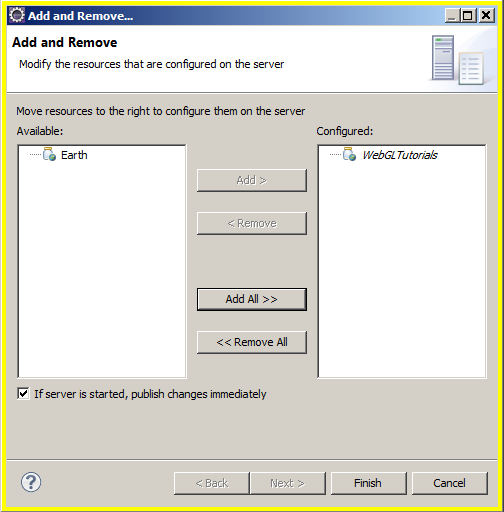 Add and Remove...
Add and Remove
Modify the resources that are configured on the server
Move resources to the right to configure them on the server
Available:
Configured:
Earth
WebGLTutorials
Add >
< Remove
Add All >>
<< Remove All
If server is started, publish changes immediately
?
< Back
Next >
Finish
Cancel